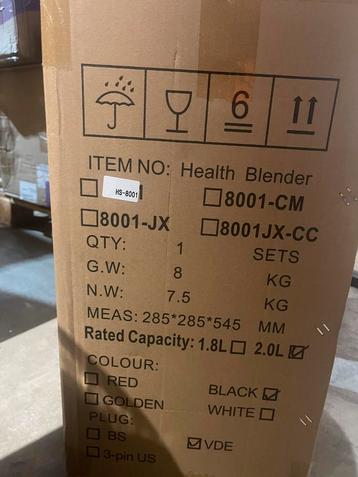 6
ITEM NO: Health Blender
☐ HS-8001 ☐8001-CM
☐8001-JX ☐8001JX-CC
QTY: 1 SETS
G.W: 8 KG
N.W: 7.5 KG
MEAS: 285*285*545 MM
Rated Capacity: 1.8L☐ 2.0L☑
COLOUR:
☐ RED BLACK ☑
☐GOLDEN WHITE ☐
PLUG:
☐ BS ☑VDE
☐3-pin US